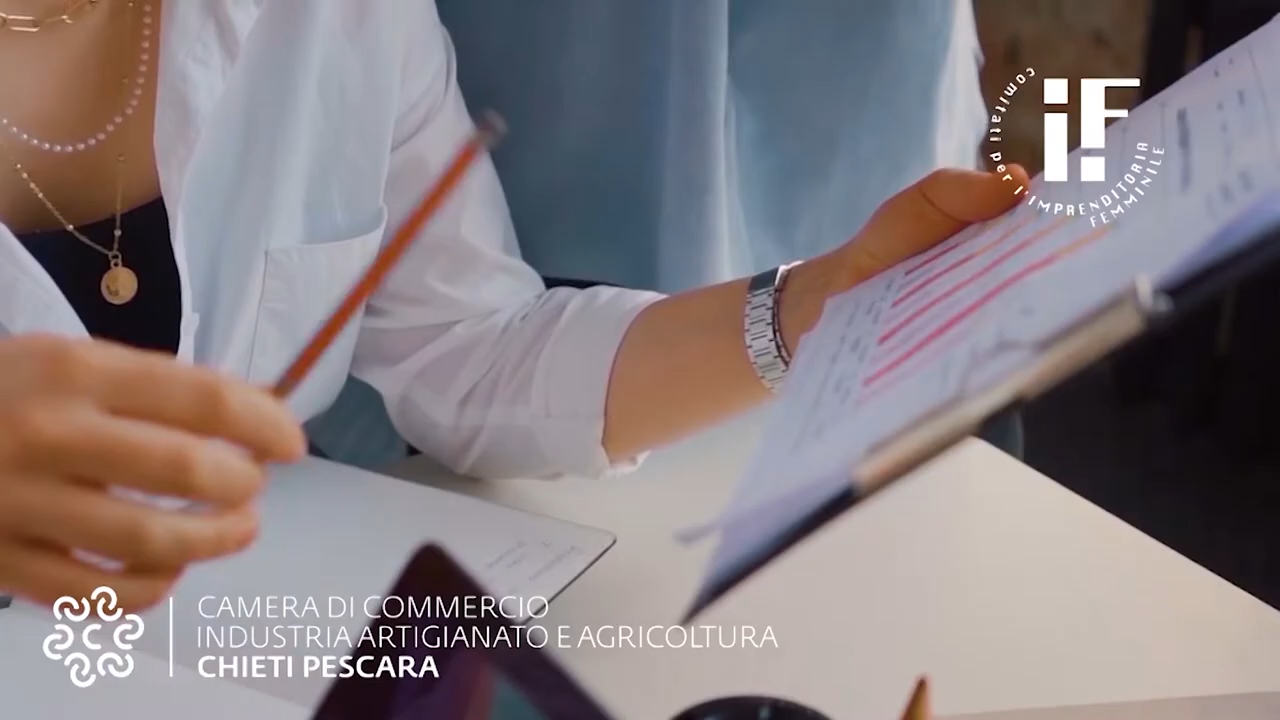 iF
comitati per l'IMPRENDITORIA
FEMMINILE
CAMERA DI COMMERCIO
INDUSTRIA ARTIGIANATO E AGRICOLTURA
CHIETI PESCARA